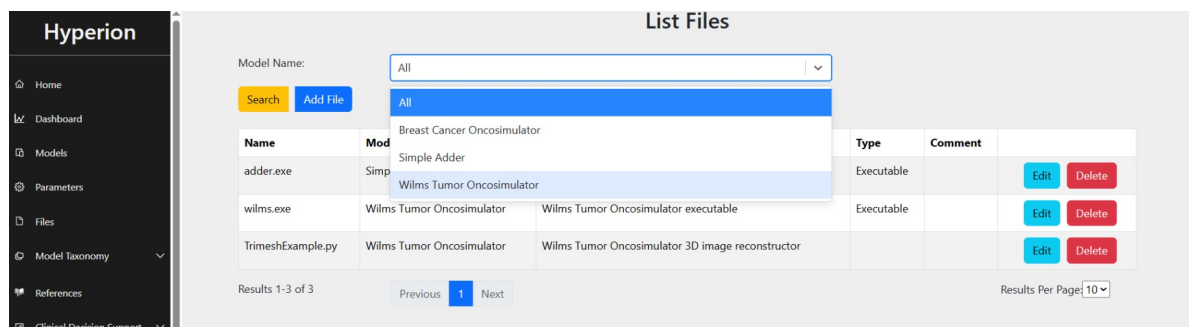 Hyperion
Home
Dashboard
Models
Parameters
Files
Model Taxonomy
References
List Files
Model Name:
All
Search Add File
All
Breast Cancer Oncosimulator
Simple Adder
Wilms Tumor Oncosimulator
Name Mod Type Comment
adder.exe Simp Executable Edit Delete
wilms.exe Wilms Tumor Oncosimulator Wilms Tumor Oncosimulator executable Executable Edit Delete
TrimeshExample.py Wilms Tumor Oncosimulator Wilms Tumor Oncosimulator 3D image reconstructor Edit Delete
Results 1-3 of 3 Previous 1 Next Results Per Page: 10